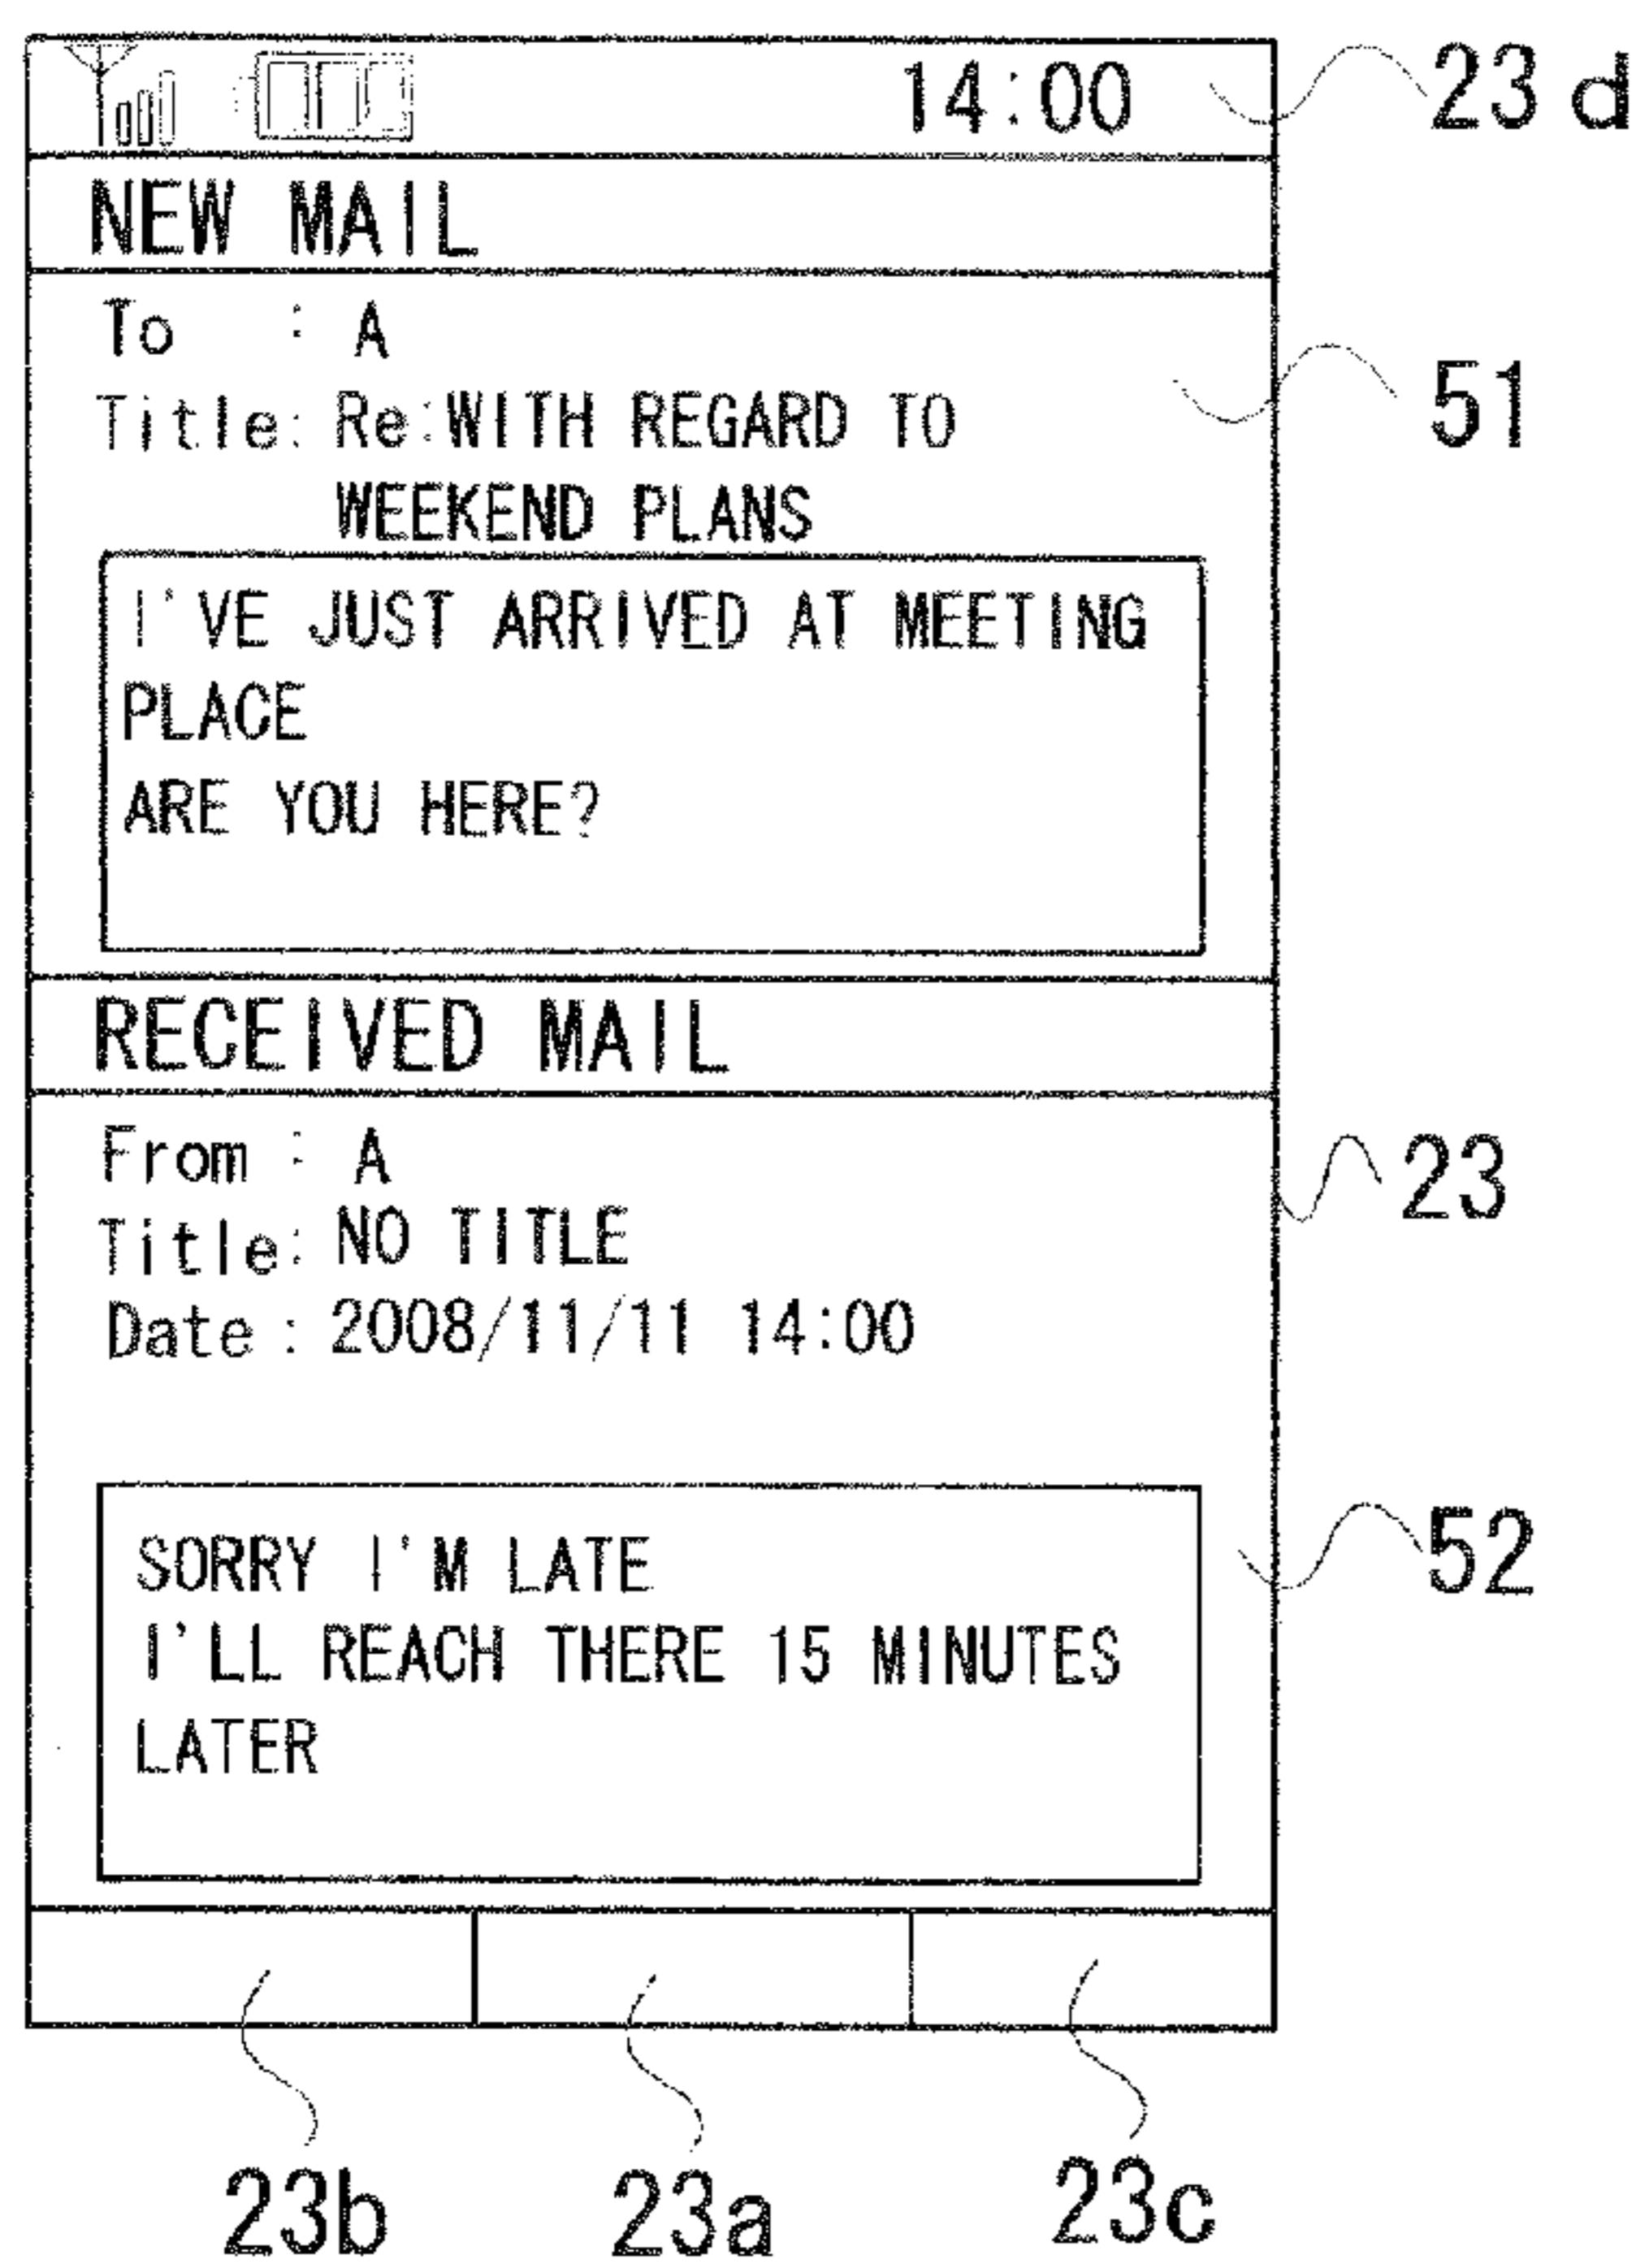 14:00 23d
NEW MAIL
To : A
51
Title: Re:WITH REGARD TO
WEEKEND PLANS
I'VE JUST ARRIVED AT MEETING
PLACE
ARE YOU HERE?
RECEIVED MAIL
From : A
23
Title: NO TITLE
Date : 2008/11/11 14:00
52
SORRY I'M LATE
I'LL REACH THERE 15 MINUTES
LATER
23b 23a 23c